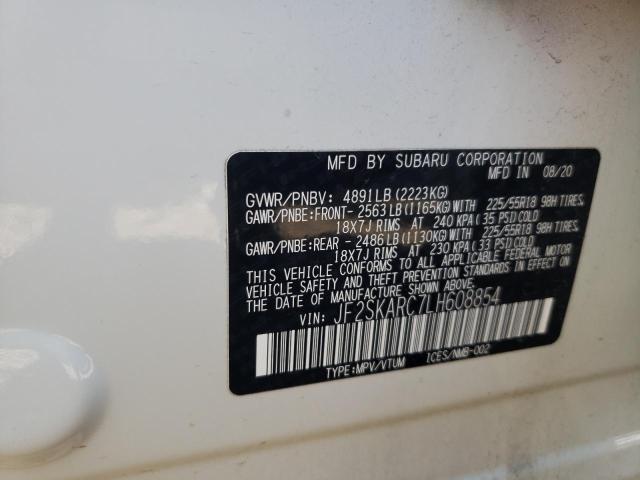 MFD BY SUBARU CORPORATION
MFD IN 08/20
GVWR/PNBV: 4891LB(2223KG)
GAWR/PNBE:FRONT- 2563LB(1165KG)WITH 225/55R18 98H TIRES,
18X7J RIMS AT 240 KPA(35 PSI)COLD
GAWR/PNBE:REAR - 2486LB(1130KG)WITH 225/55R18 98H TIRES,
18X7J RIMS AT 230 KPA(33 PSI)COLD
THIS VEHICLE CONFORMS TO ALL APPLICABLE FEDERAL MOTOR
VEHICLE SAFETY AND THEFT PREVENTION STANDARDS IN EFFECT ON
THE DATE OF MANUFACTURE SHOWN ABOVE.
VIN: JF2SKARC7LH608854
TYPE:MPV/VTUM ICES/NMB-002